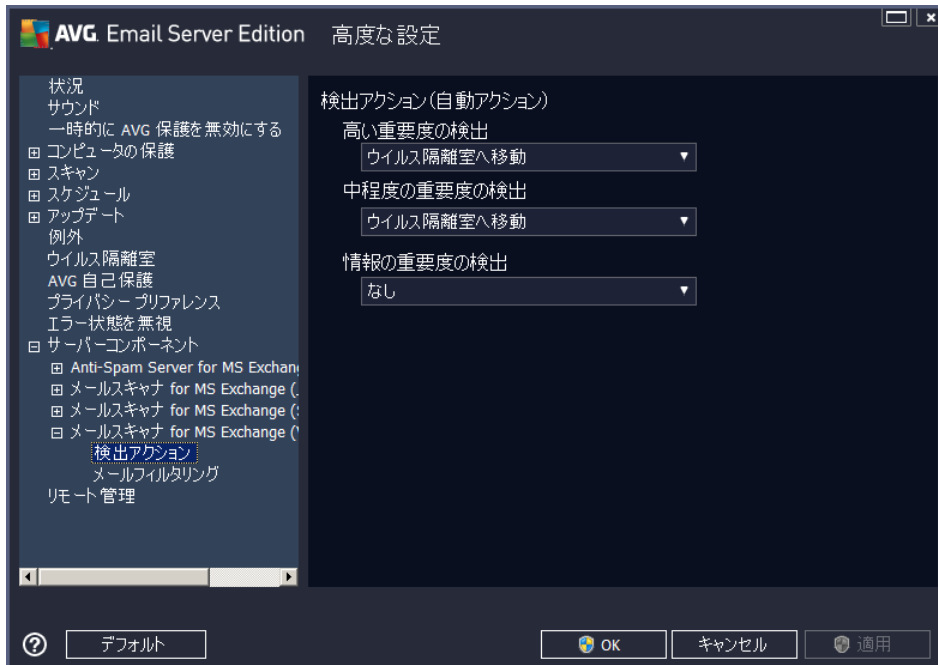 AVG. Email Server Edition 高度な設定
状況
サウンド
一時的に AVG 保護を無効にする
コンピュータの保護
スキャン
スケジュール
アップデート
例外
ウイルス隔離室
AVG 自己保護
プライバシー プリファレンス
エラー状態を無視
サーバーコンポーネント
Anti-Spam Server for MS Exchan
メールスキャナ for MS Exchange (
メールスキャナ for MS Exchange (
メールスキャナ for MS Exchange (
検出アクション
メールフィルタリング
リモート管理
検出アクション(自動アクション)
高い重要度の検出
ウイルス隔離室へ移動
中程度の重要度の検出
ウイルス隔離室へ移動
情報の重要度の検出
なし
デフォルト
OK
キャンセル
適用